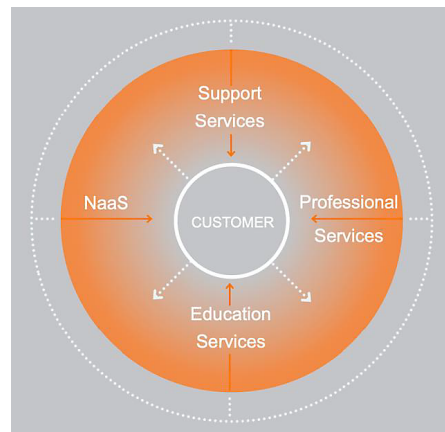 Support
Services
NaaS
CUSTOMER
Professional
Services
Education
Services